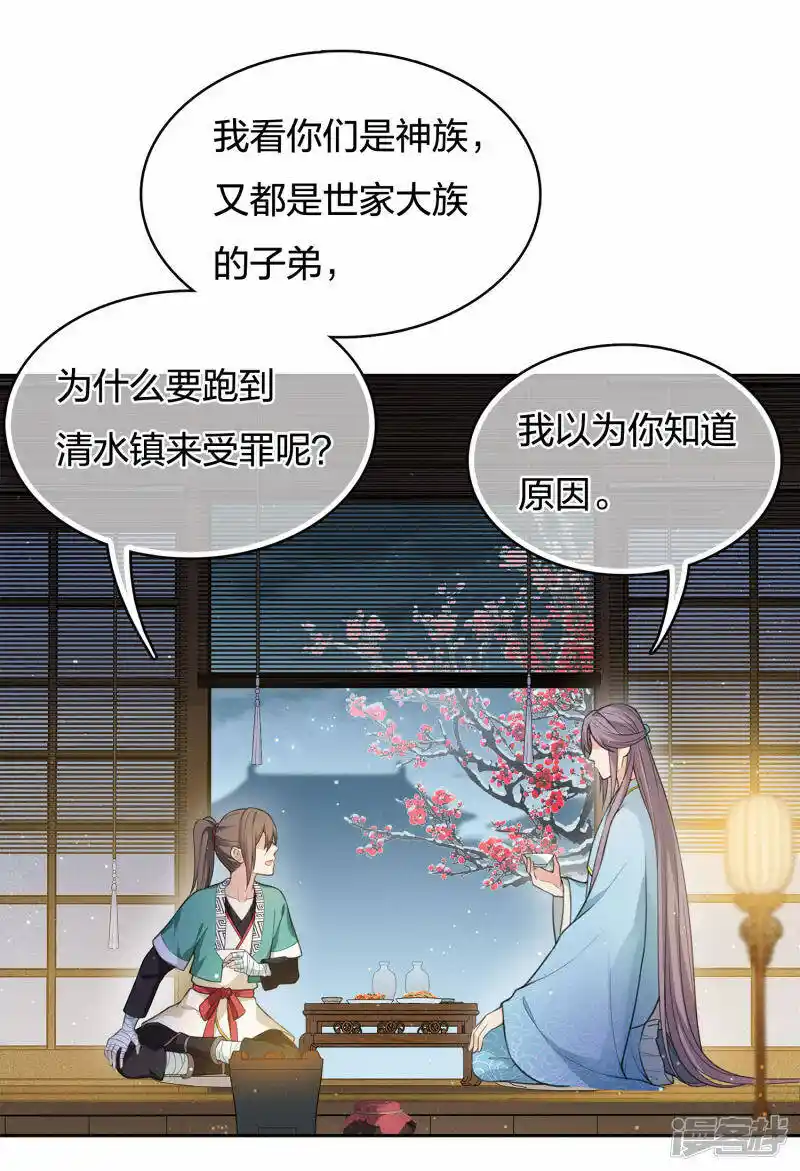 我看你们是神族，
又都是世家大族
的子弟，
为什么要跑到
清水镇来受罪呢？
我以为你知道
原因。
漫客栈